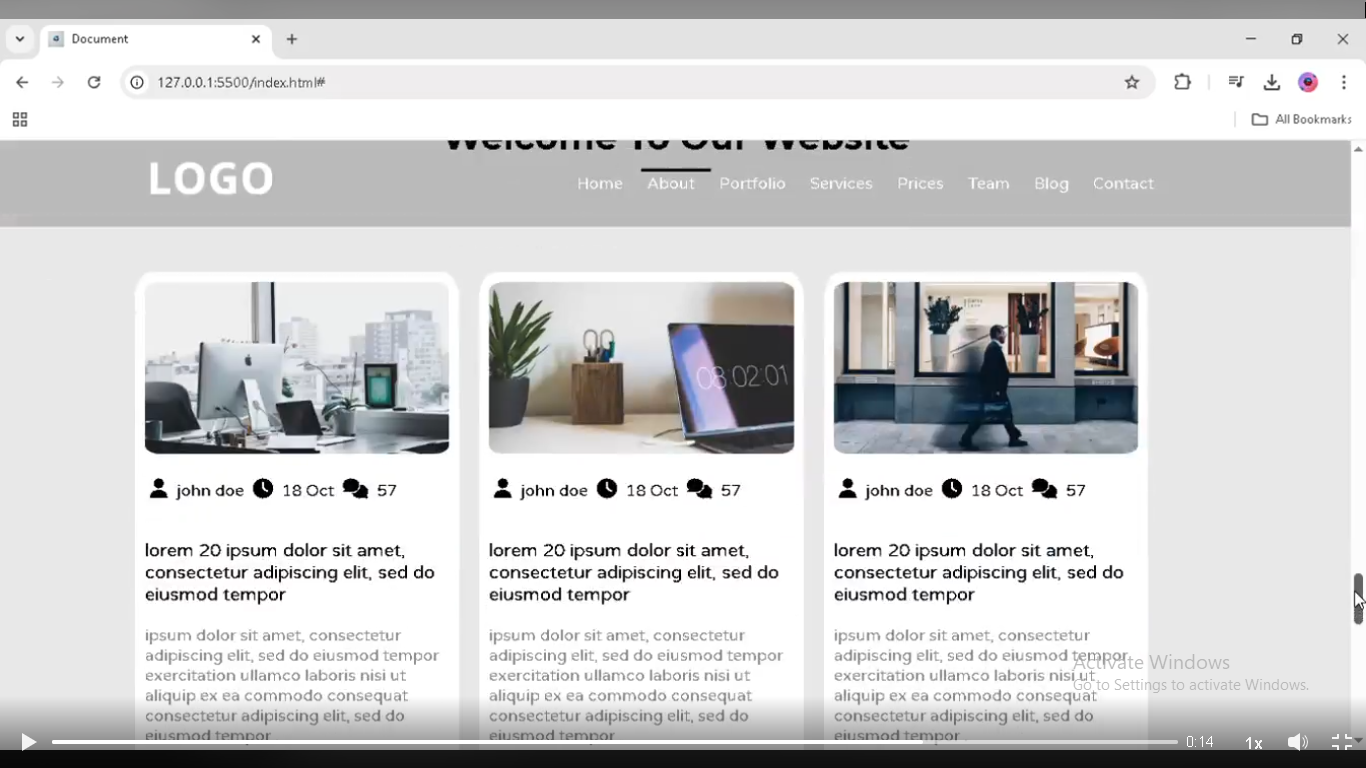 Document
127.0.0.1:5500/index.html#
All Bookmarks
Welcome To Our Website
LOGO
Home About Portfolio Services Prices Team Blog Contact
08:02:01
john doe 18 Oct 57
lorem 20 ipsum dolor sit amet,
consectetur adipiscing elit, sed do
eiusmod tempor
ipsum dolor sit amet, consectetur
adipiscing elit, sed do eiusmod tempor
exercitation ullamco laboris nisi ut
aliquip ex ea commodo consequat
consectetur adipiscing elit, sed do
eiusmod tempor
john doe 18 Oct 57
lorem 20 ipsum dolor sit amet,
consectetur adipiscing elit, sed do
eiusmod tempor
ipsum dolor sit amet, consectetur
adipiscing elit, sed do eiusmod tempor
exercitation ullamco laboris nisi ut
aliquip ex ea commodo consequat
consectetur adipiscing elit, sed do
eiusmod tempor
john doe 18 Oct 57
lorem 20 ipsum dolor sit amet,
consectetur adipiscing elit, sed do
eiusmod tempor
ipsum dolor sit amet, consectetur
adipiscing elit, sed do eiusmod tempor
exercitation ullamco laboris nisi ut
aliquip ex ea commodo consequat
consectetur adipiscing elit, sed do
eiusmod tempor
Activate Windows
Go to Settings to activate Windows.
0:14 1x